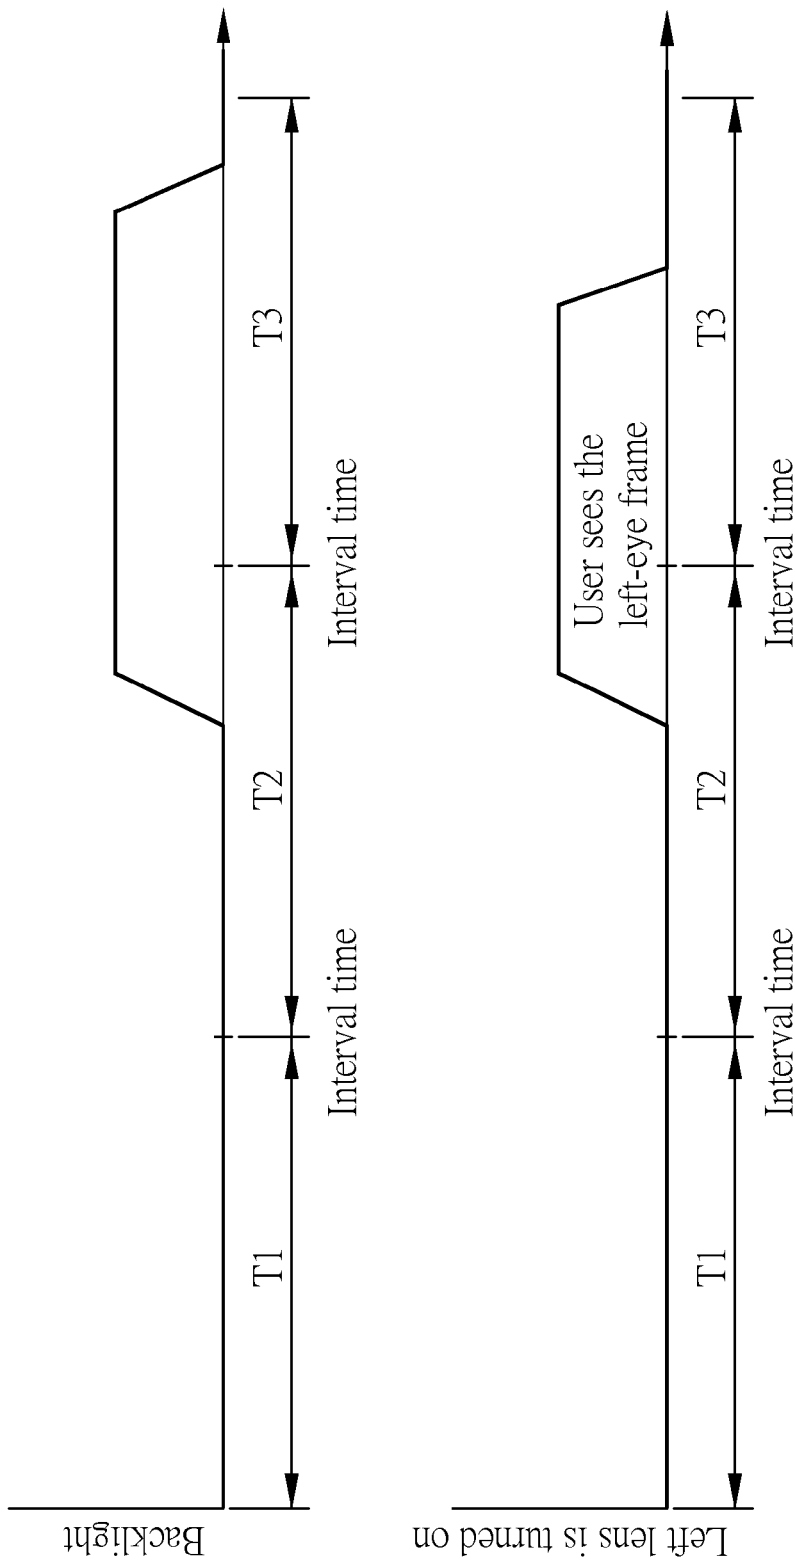 Backlight
T1
T2
T3
Interval time
Interval time
Left lens is turned on
User sees the
left-eye frame
T1
T2
T3
Interval time
Interval time